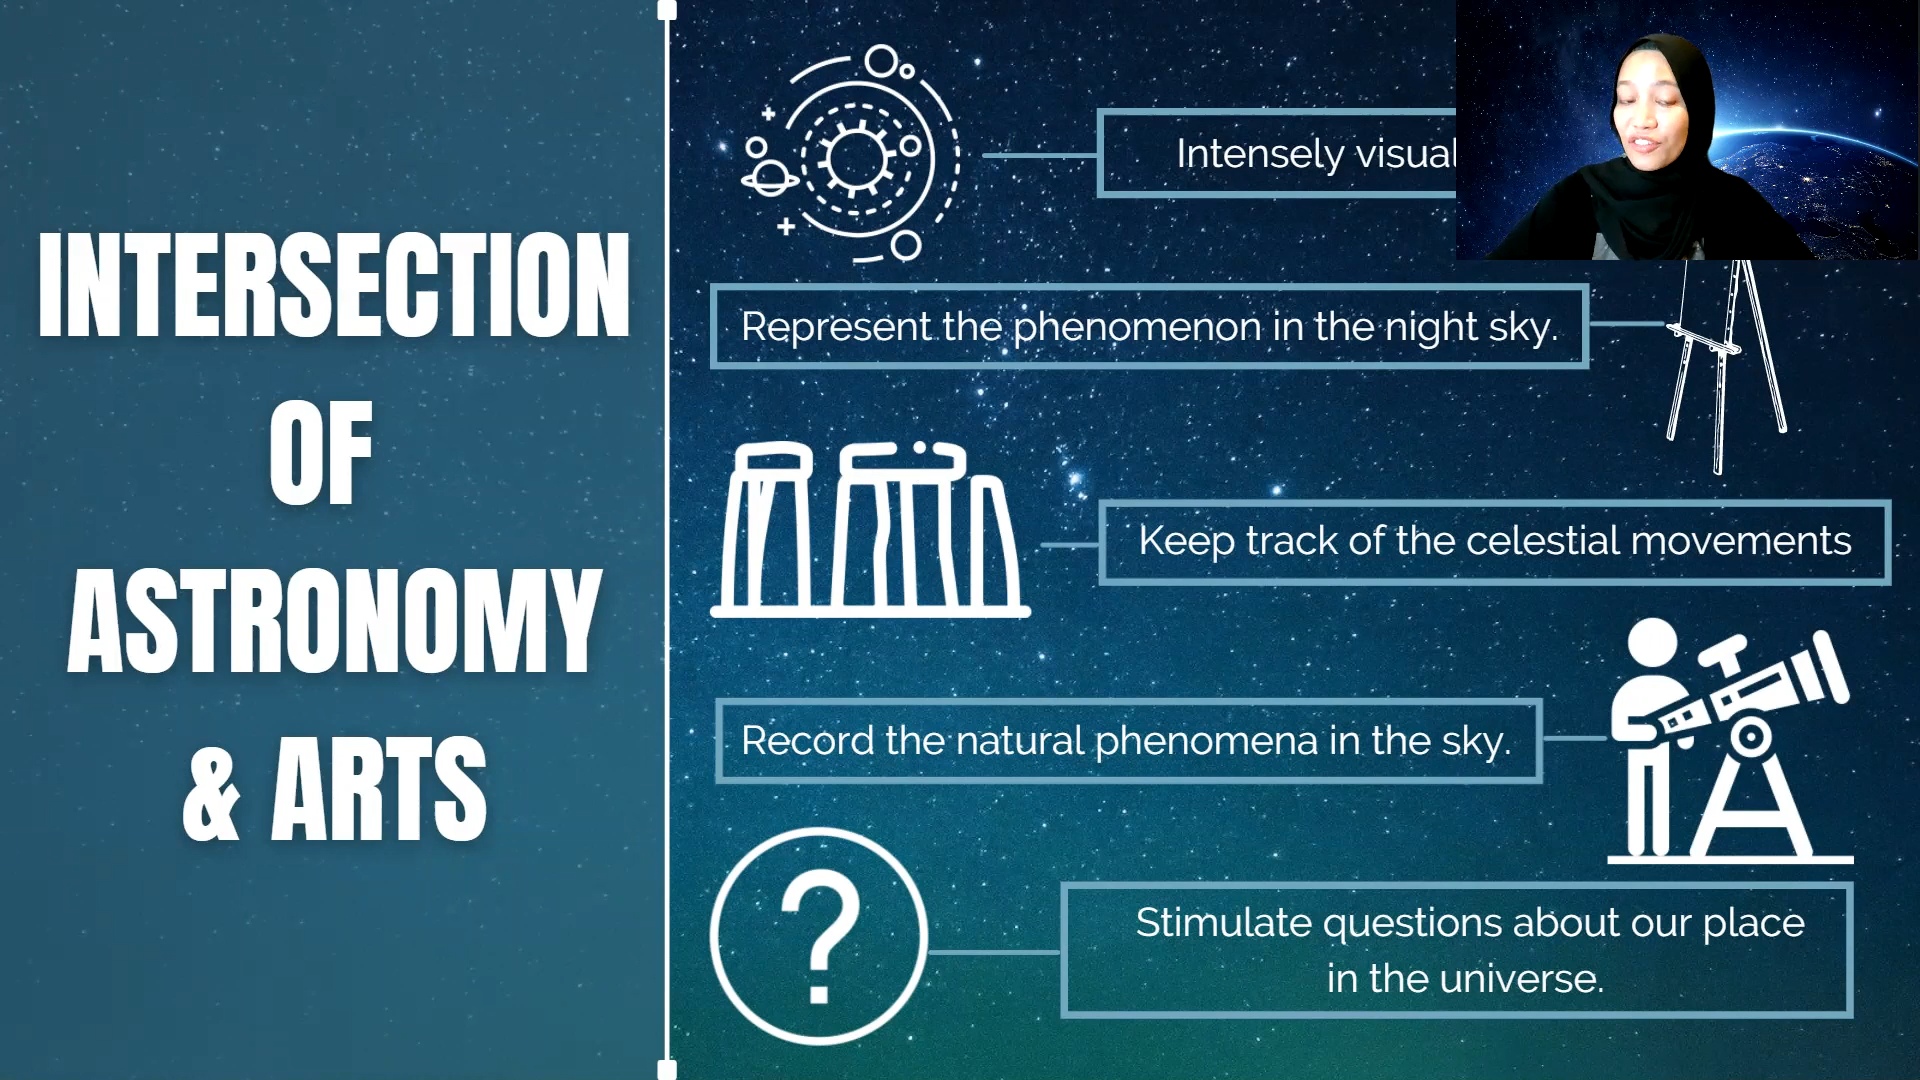 INTERSECTION
OF
ASTRONOMY
& ARTS
Intensely visual
Represent the phenomenon in the night sky.
Keep track of the celestial movements
Record the natural phenomena in the sky.
Stimulate questions about our place
in the universe.